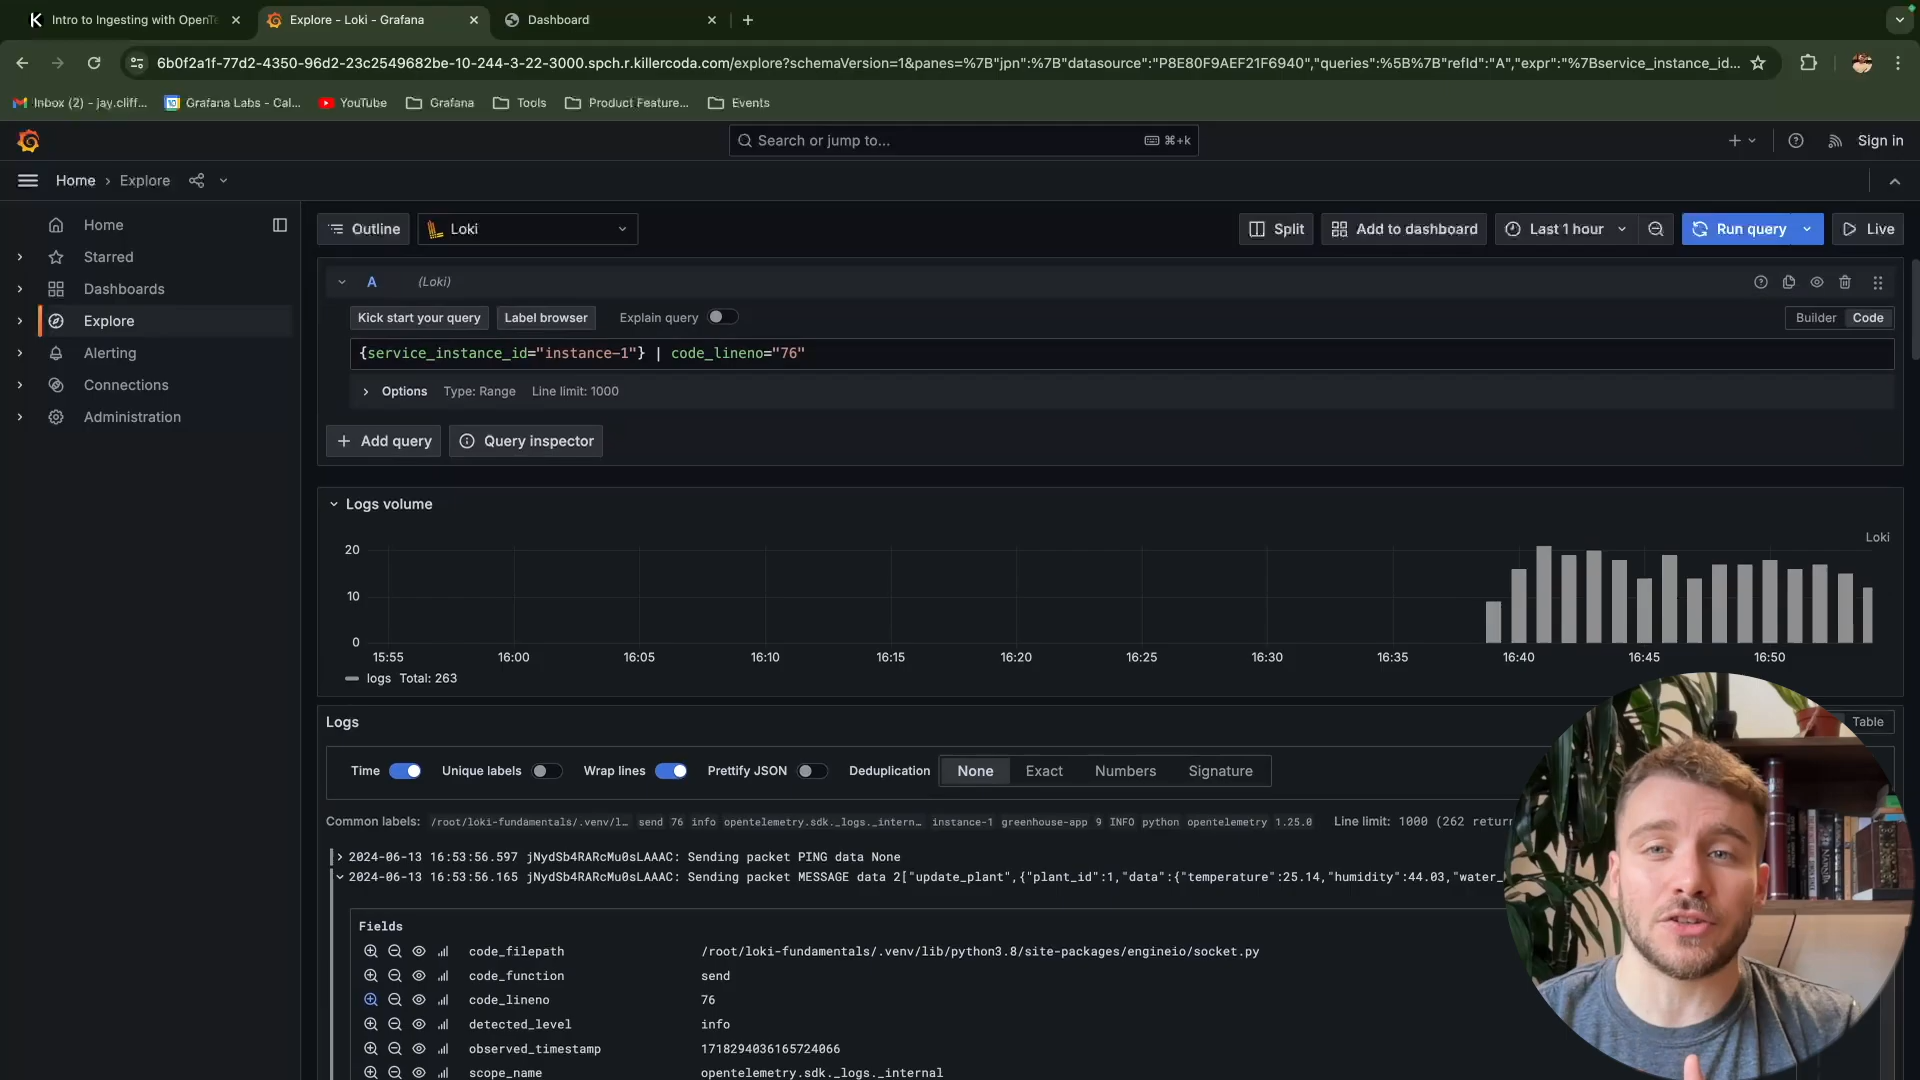 Intro to Ingesting with OpenTe
Explore - Loki - Grafana
Dashboard
6b0f2a1f-77d2-4350-96d2-23c2549682be-10-244-3-22-3000.spch.r.killercoda.com/explore?schemaVersion=1&panes=%7B"jpn":%7B"datasource":"P8E80F9AEF21F6940","queries":%5B%7B"refId":"A","expr":"%7Bservice_instance_id...
Inbox (2) - jay.cliff...
Grafana Labs - Cal...
YouTube
Grafana
Tools
Product Feature...
Events
Search or jump to...
⌘+k
Sign in
Home › Explore
Home
Starred
Dashboards
Explore
Alerting
Connections
Administration
Outline
Loki
Split
Add to dashboard
Last 1 hour
Run query
Live
A (Loki)
Kick start your query
Label browser
Explain query
Builder
Code
{service_instance_id="instance-1"} | code_lineno="76"
Options Type: Range Line limit: 1000
+ Add query
Query inspector
Logs volume
Loki
20
10
0
15:55 16:00 16:05 16:10 16:15 16:20 16:25 16:30 16:35 16:40 16:45 16:50
logs Total: 263
Logs
Table
Time
Unique labels
Wrap lines
Prettify JSON
Deduplication
None
Exact
Numbers
Signature
Common labels: /root/loki-fundamentals/.venv/l… send 76 info opentelemetry.sdk._logs._intern… instance-1 greenhouse-app 9 INFO python opentelemetry 1.25.0 Line limit: 1000 (262 return
2024-06-13 16:53:56.597 jNydSb4RARcMu0sLAAAC: Sending packet PING data None
2024-06-13 16:53:56.165 jNydSb4RARcMu0sLAAAC: Sending packet MESSAGE data 2["update_plant",{"plant_id":1,"data":{"temperature":25.14,"humidity":44.03,"water_
Fields
code_filepath /root/loki-fundamentals/.venv/lib/python3.8/site-packages/engineio/socket.py
code_function send
code_lineno 76
detected_level info
observed_timestamp 1718294036165724066
scope_name opentelemetry.sdk._logs._internal